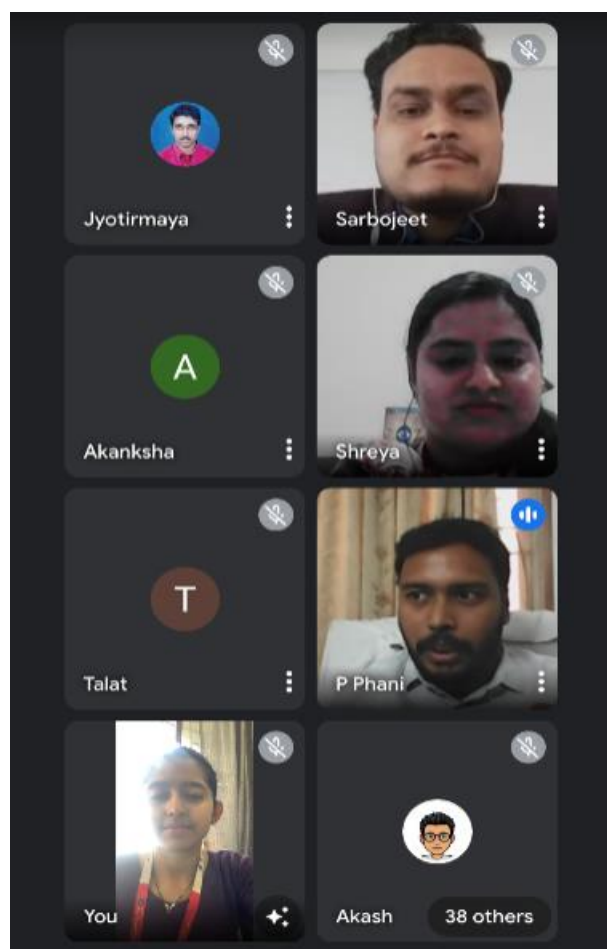 Jyotirmaya
Sarbojeet
A
Akanksha
Shreya
T
Talat
P Phani
You
Akash
38 others